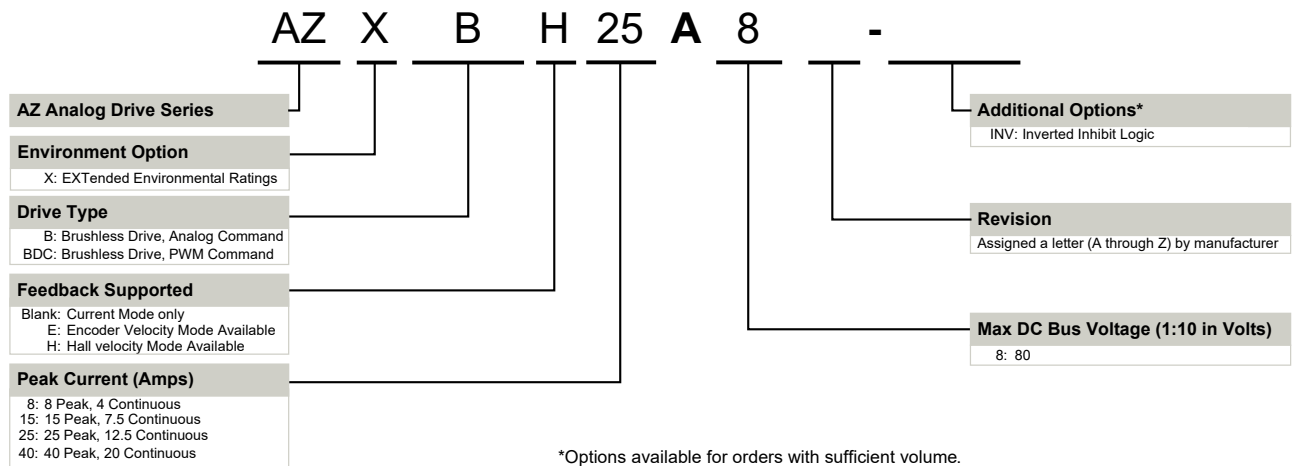 AZ X B H 25 A 8 -
AZ Analog Drive Series
Environment Option
X: EXTended Environmental Ratings
Drive Type
B: Brushless Drive, Analog Command
BDC: Brushless Drive, PWM Command
Feedback Supported
Blank: Current Mode only
E: Encoder Velocity Mode Available
H: Hall velocity Mode Available
Peak Current (Amps)
8: 8 Peak, 4 Continuous
15: 15 Peak, 7.5 Continuous
25: 25 Peak, 12.5 Continuous
40: 40 Peak, 20 Continuous
Additional Options*
INV: Inverted Inhibit Logic
Revision
Assigned a letter (A through Z) by manufacturer
Max DC Bus Voltage (1:10 in Volts)
8: 80
*Options available for orders with sufficient volume.